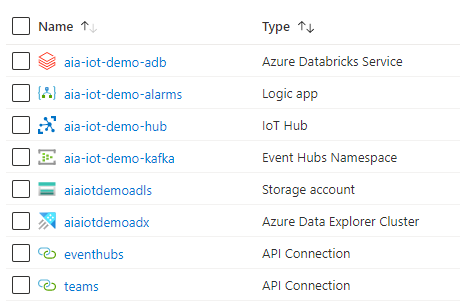 Name ↑↓ Type ↑↓
aia-iot-demo-adb Azure Databricks Service
aia-iot-demo-alarms Logic app
aia-iot-demo-hub IoT Hub
aia-iot-demo-kafka Event Hubs Namespace
aiaiotdemoadls Storage account
aiaiotdemoadx Azure Data Explorer Cluster
eventhubs API Connection
teams API Connection